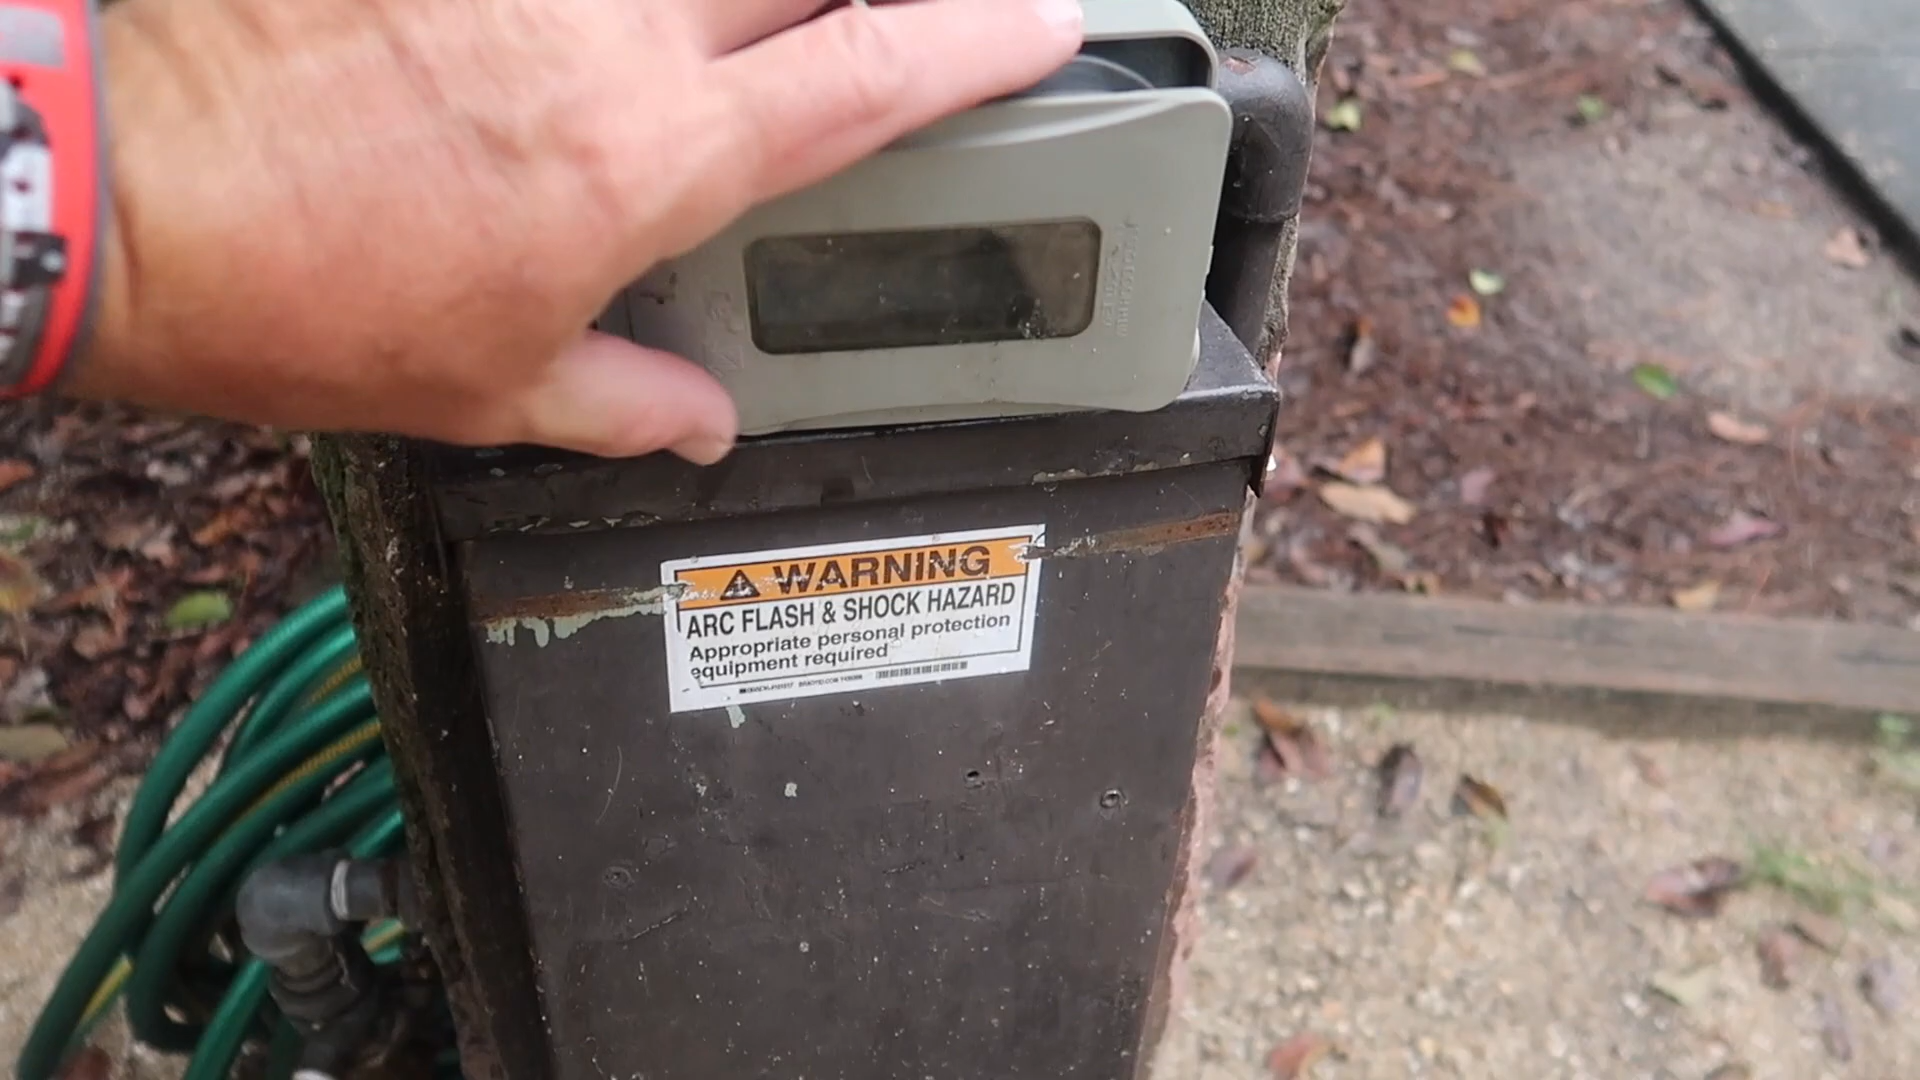 WARNING
ARC FLASH & SHOCK HAZARD
Appropriate personal protection
equipment required